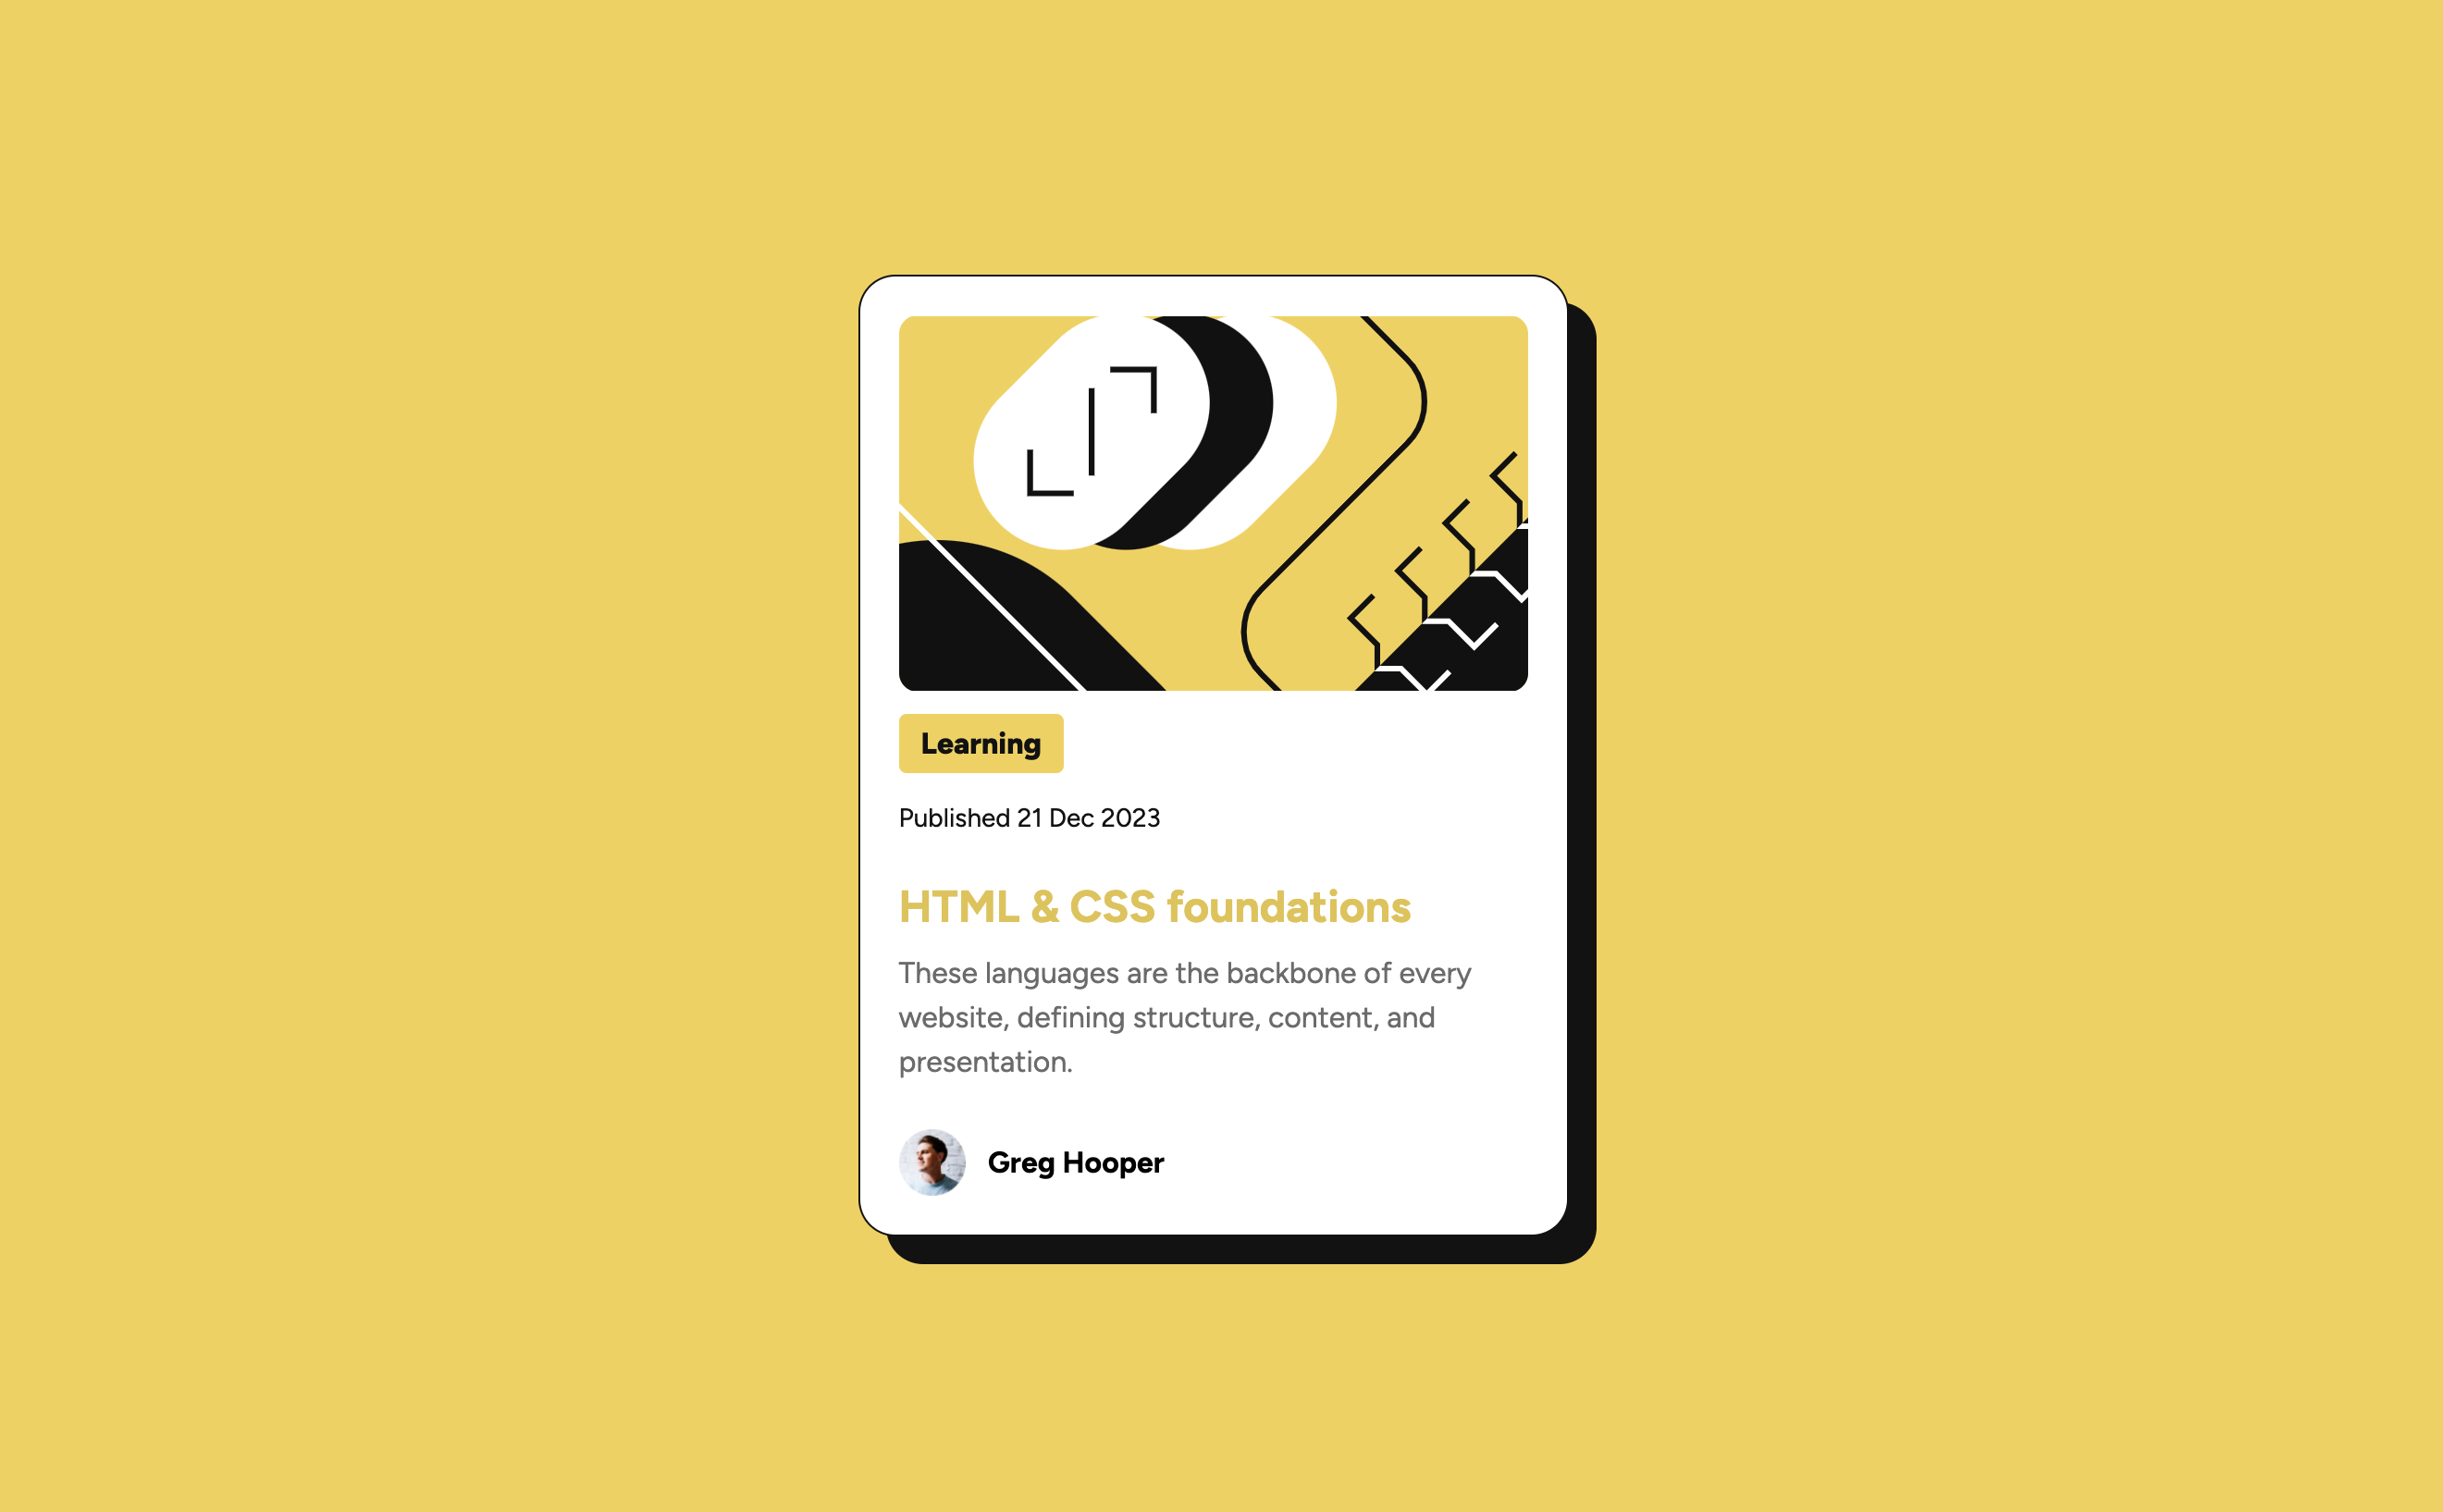 Learning
Published 21 Dec 2023
HTML & CSS foundations
These languages are the backbone of every
website, defining structure, content, and
presentation.
Greg Hooper